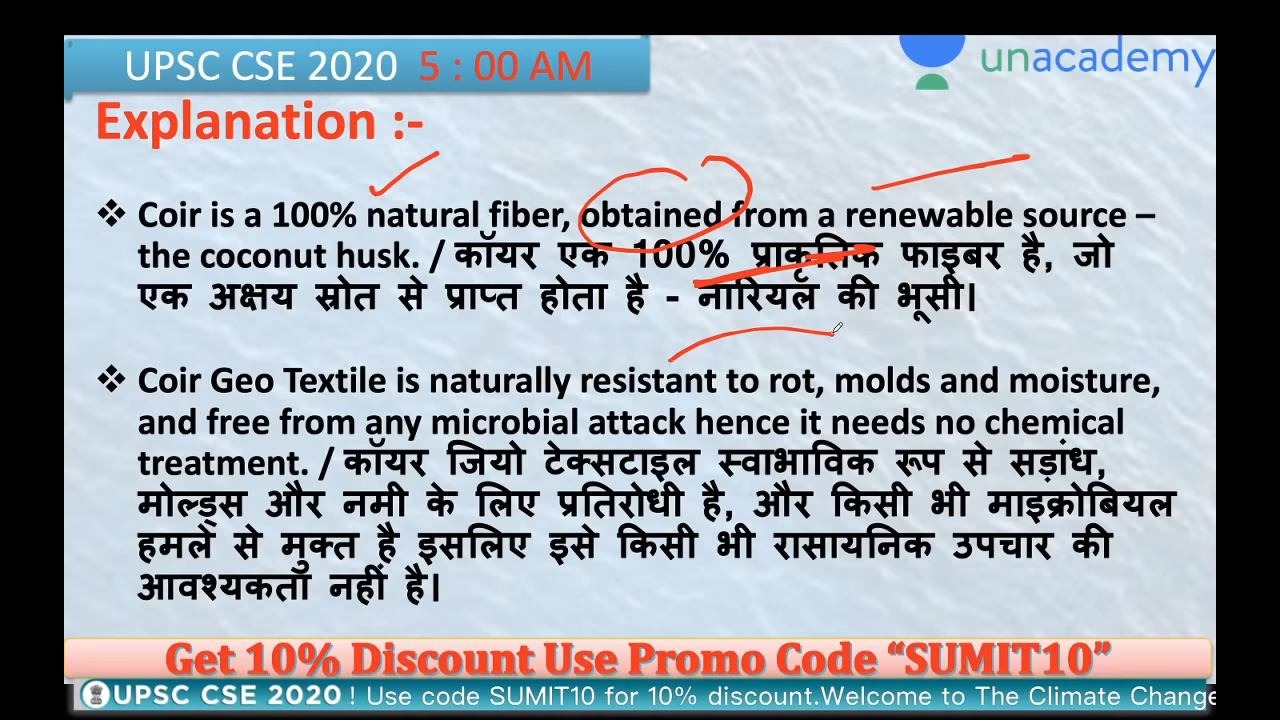 UPSC CSE 2020 5 : 00 AM
unacademy
Explanation :-
❖ Coir is a 100% natural fiber, obtained from a renewable source –
the coconut husk. / कॉयर एक 100% प्राकृतिक फाइबर है, जो
एक अक्षय स्रोत से प्राप्त होता है - नारियल की भूसी।
❖ Coir Geo Textile is naturally resistant to rot, molds and moisture,
and free from any microbial attack hence it needs no chemical
treatment. / कॉयर जियो टेक्सटाइल स्वाभाविक रूप से सड़ांध,
मोल्ड्स और नमी के लिए प्रतिरोधी है, और किसी भी माइक्रोबियल
हमले से मुक्त है इसलिए इसे किसी भी रासायनिक उपचार की
आवश्यकता नहीं है।
Get 10% Discount Use Promo Code “SUMIT10”
UPSC CSE 2020 ! Use code SUMIT10 for 10% discount.Welcome to The Climate Change